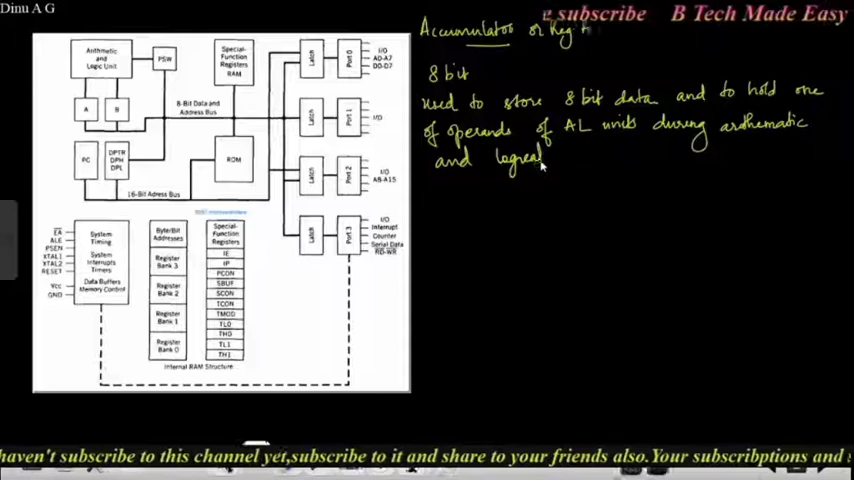 Dinu A G
e subscribe B Tech Made Easy
Accumulator or Reg
8 bit
used to store 8 bit data and to hold one
of operands of AL units during arthematic
and logical
Arithmetic and Logic Unit
PSW
Special-Function Registers RAM
Latch
Port 0
I/O
AD-A7
DO-D7
A
B
8-Bit Data and Address Bus
Latch
Port 1
I/O
PC
DPTR
DPH
DPL
ROM
Latch
Port 2
I/O
A8-A15
16-Bit Adress Bus
EA
ALE
PSEN
XTAL1
XTAL2
RESET
Vcc
GND
System Timing
System Interrupts Timers
Data Buffers Memory Control
Byte/Bit Addresses
Register Bank 3
Register Bank 2
Register Bank 1
Register Bank 0
Special-Function Registers
IE
IP
PCON
SBUF
SCON
TCON
TMOD
TL0
TH0
TL1
TH1
Latch
Port 3
I/O
Interrupt
Counter
Serial Data
RD-WR
Internal RAM Structure
haven't subscribe to this channel yet,subscribe to it and share to your friends also.Your subscribptions and